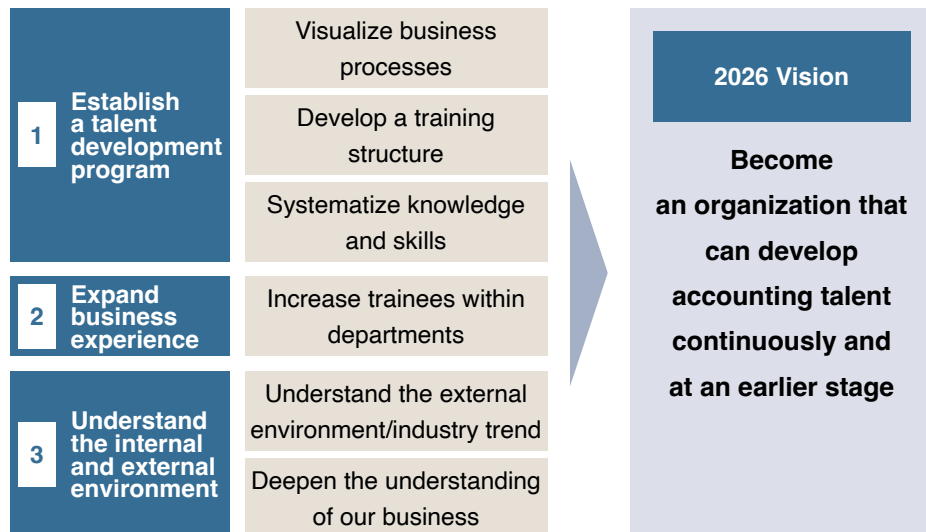 1
Establish
a talent
development
program
Visualize business
processes
Develop a training
structure
Systematize knowledge
and skills
2
Expand
business
experience
Increase trainees within
departments
3
Understand
the internal
and external
environment
Understand the external
environment/industry trend
Deepen the understanding
of our business
2026 Vision
Become
an organization that
can develop
accounting talent
continuously and
at an earlier stage